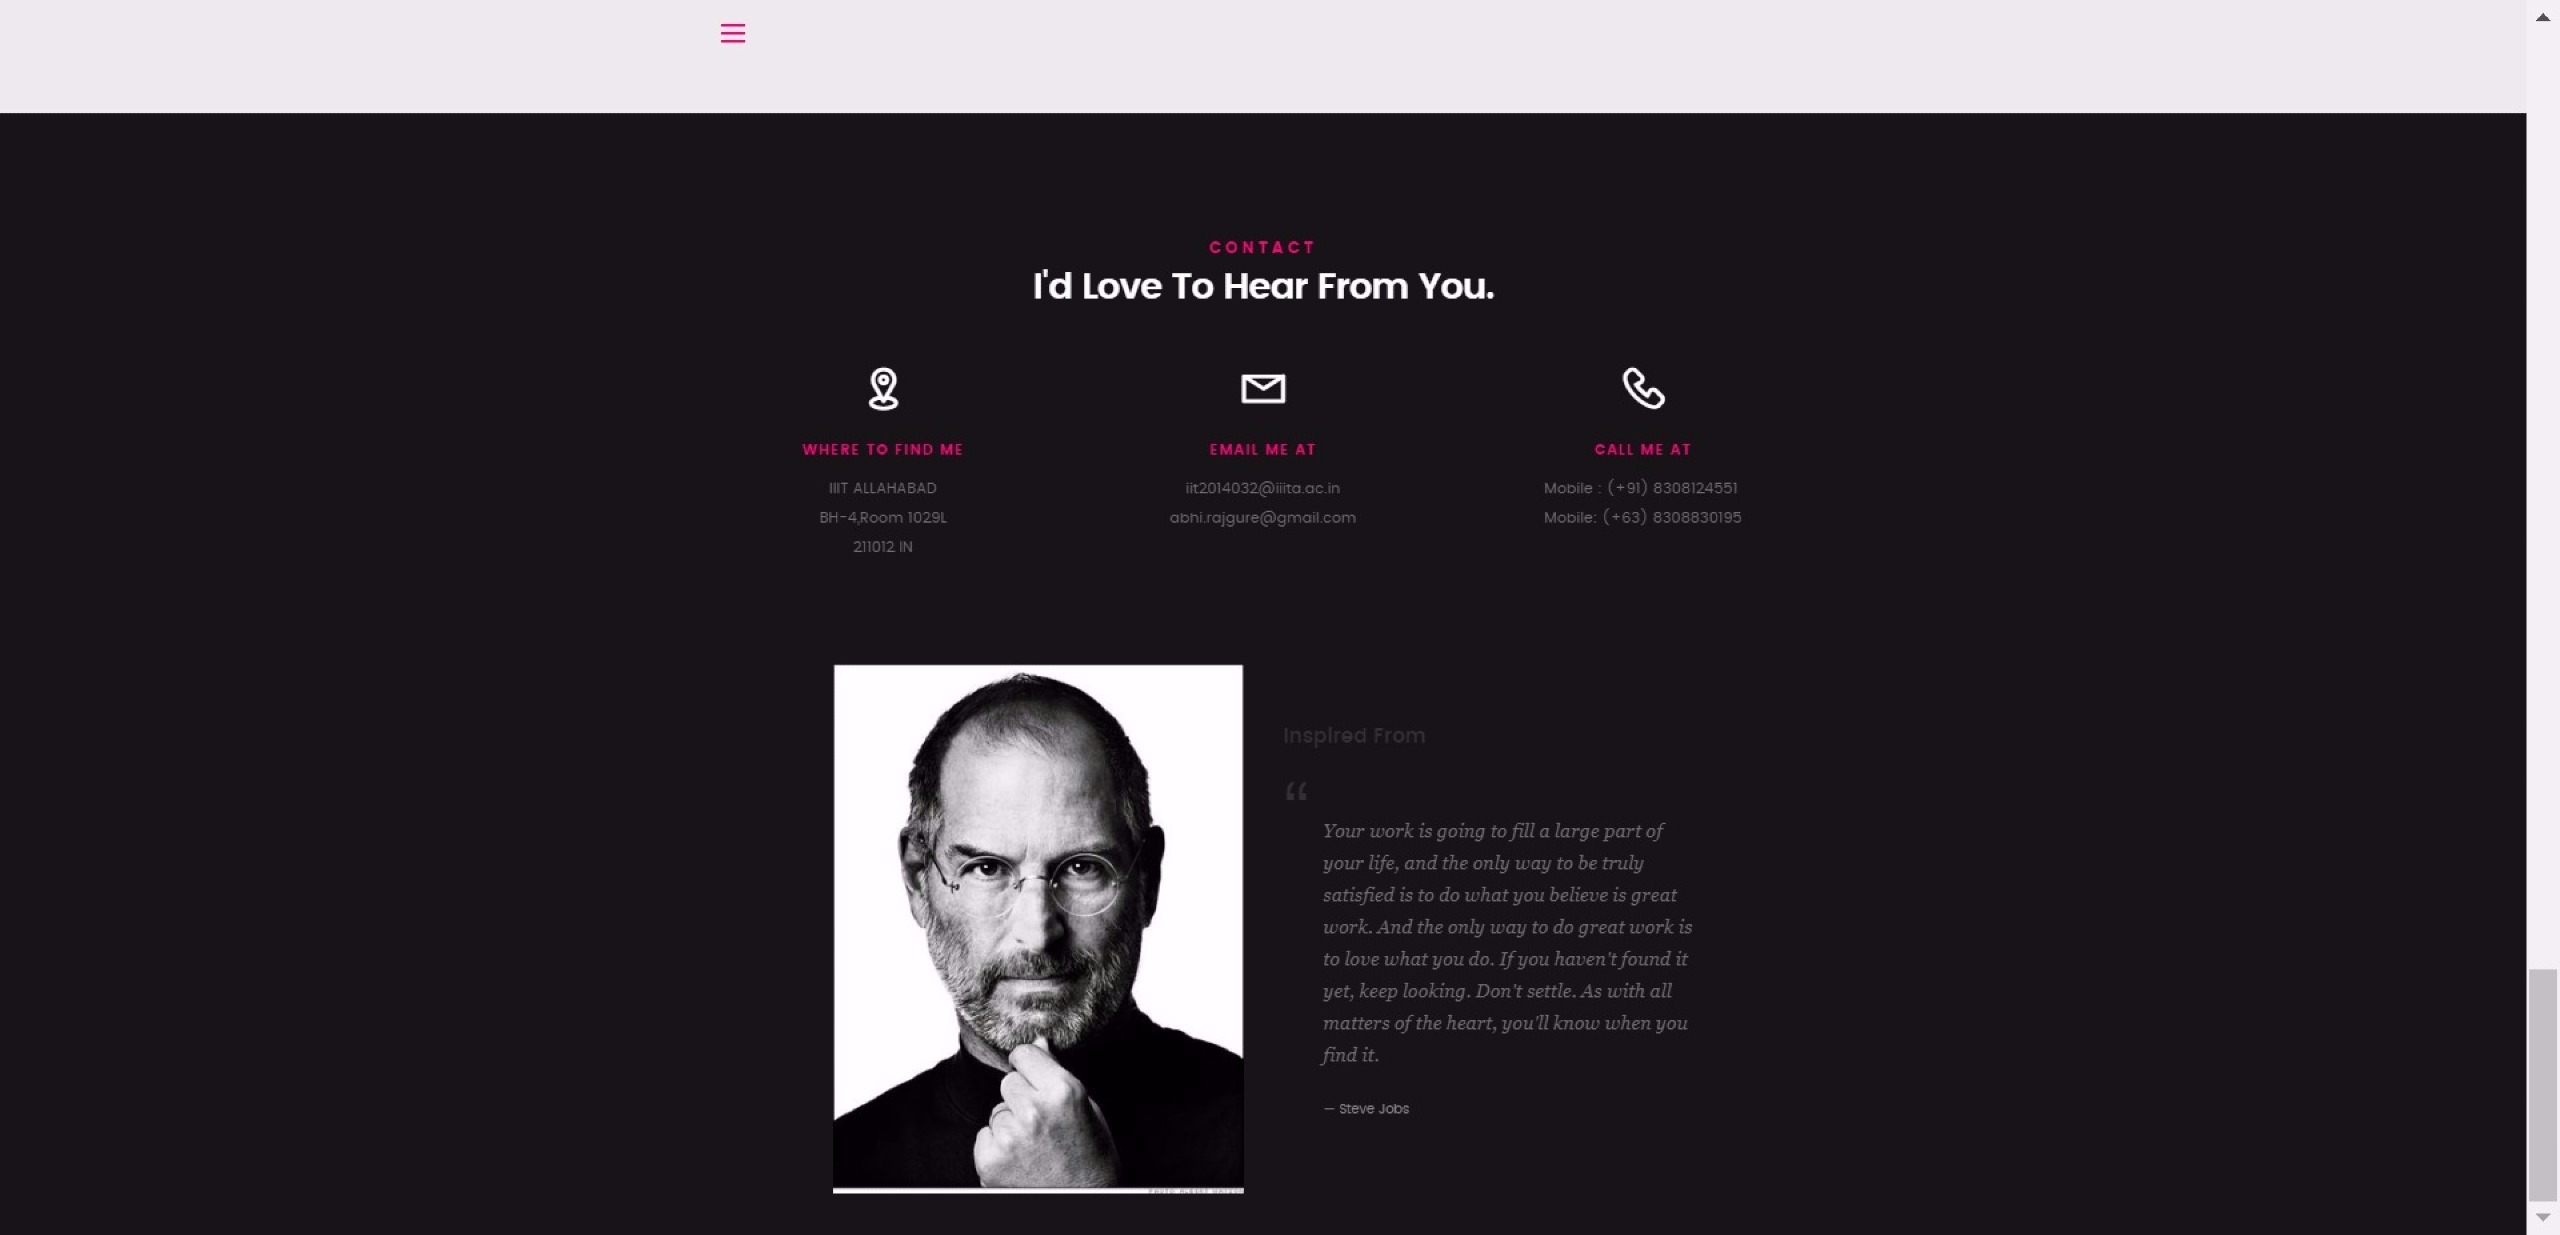 CONTACT
I'd Love To Hear From You.
WHERE TO FIND ME
IIIT ALLAHABAD
BH-4,Room 1029L
211012 IN
EMAIL ME AT
iit2014032@iiita.ac.in
abhi.rajgure@gmail.com
CALL ME AT
Mobile : (+91) 8308124551
Mobile: (+63) 8308830195
Inspired From
“
Your work is going to fill a large part of
your life, and the only way to be truly
satisfied is to do what you believe is great
work. And the only way to do great work is
to love what you do. If you haven't found it
yet, keep looking. Don't settle. As with all
matters of the heart, you'll know when you
find it.
— Steve Jobs